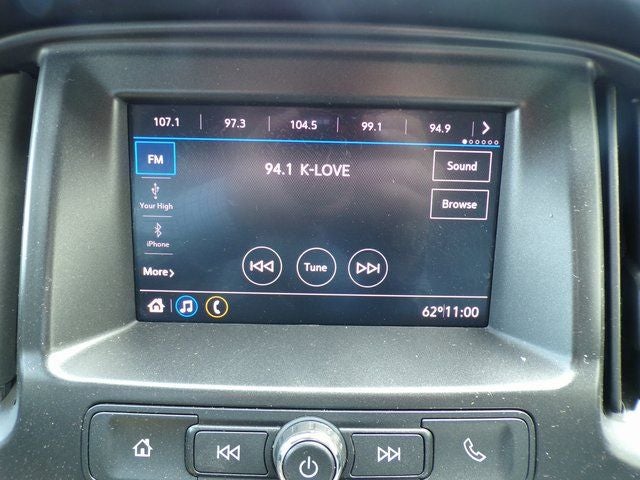 107.1 97.3 104.5 99.1 94.9
FM
94.1 K-LOVE
Sound
Your High
Browse
iPhone
More
Tune
62° 11:00